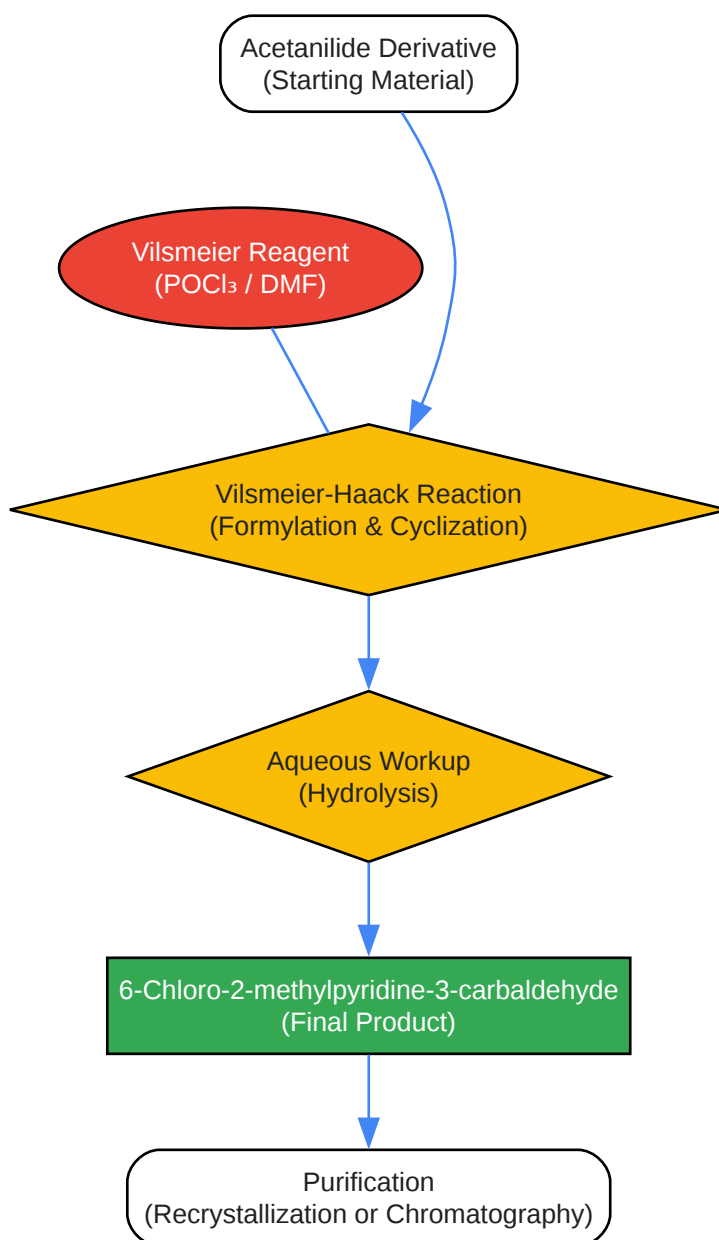 Acetanilide Derivative
(Starting Material)
Vilsmeier Reagent
(POCl₃ / DMF)
Vilsmeier-Haack Reaction
(Formylation & Cyclization)
Aqueous Workup
(Hydrolysis)
6-Chloro-2-methylpyridine-3-carbaldehyde
(Final Product)
Purification
(Recrystallization or Chromatography)